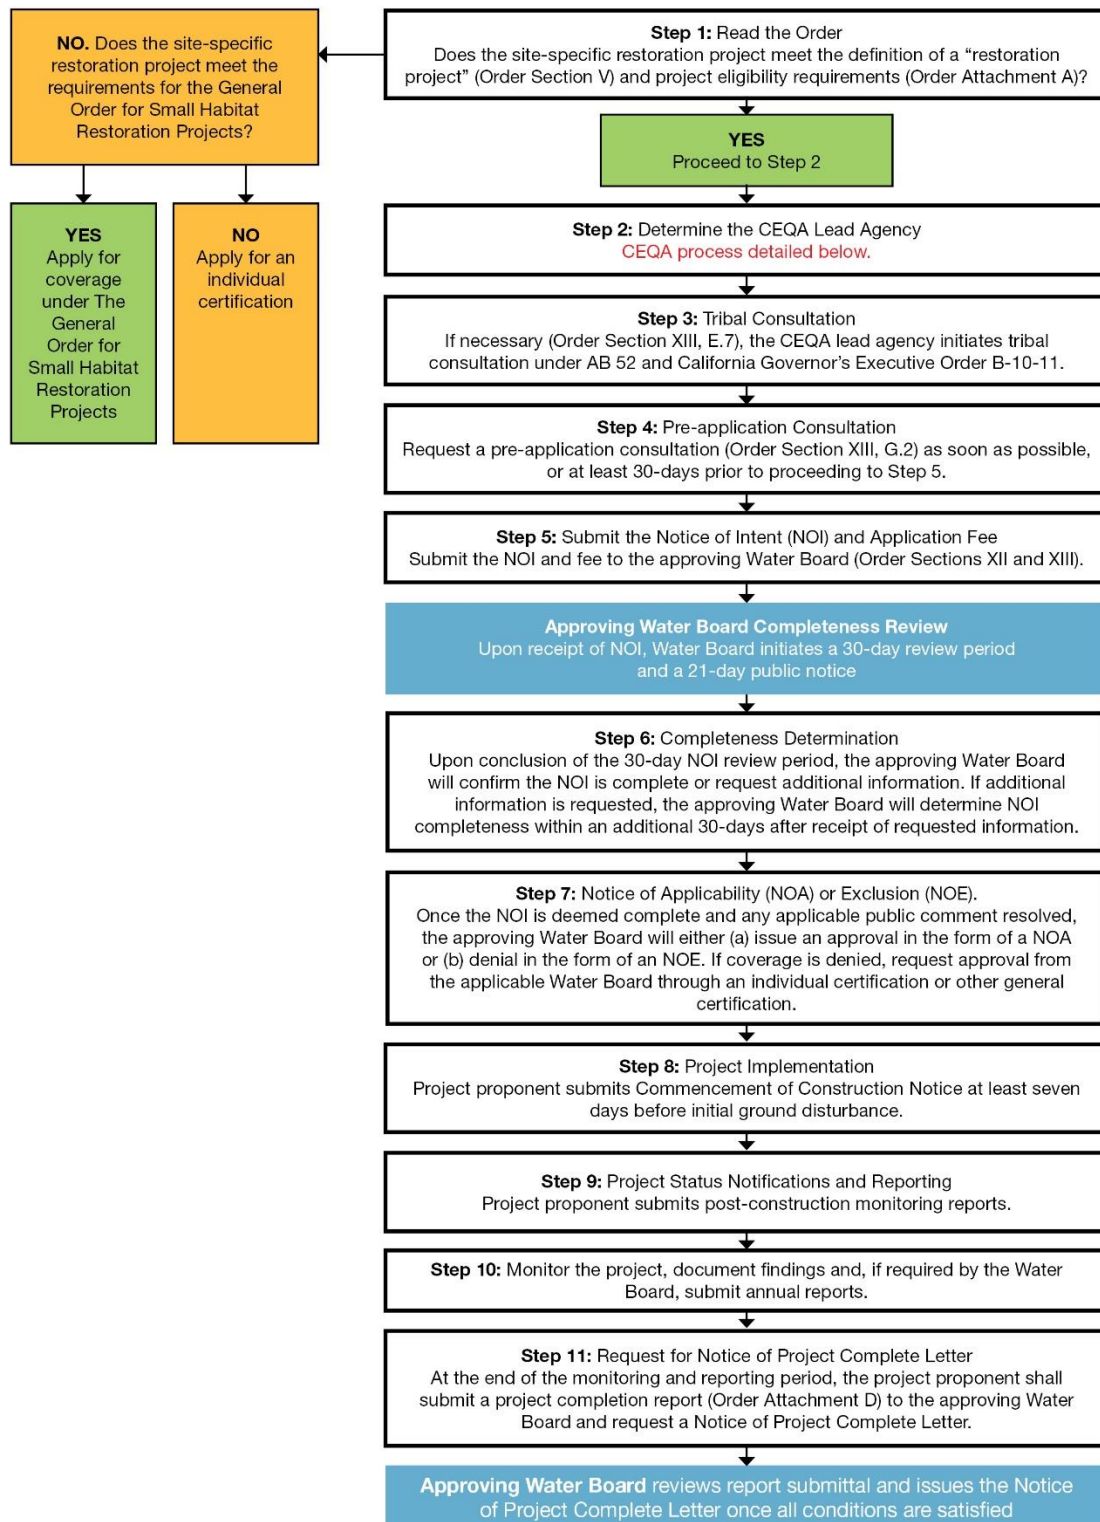 NO. Does the site-specific
restoration project meet the
requirements for the General
Order for Small Habitat
Restoration Projects?
YES
Apply for
coverage
under The
General
Order for
Small Habitat
Restoration
Projects
NO
Apply for an
individual
certification
Step 1: Read the Order
Does the site-specific restoration project meet the definition of a “restoration
project” (Order Section V) and project eligibility requirements (Order Attachment A)?
YES
Proceed to Step 2
Step 2: Determine the CEQA Lead Agency
CEQA process detailed below.
Step 3: Tribal Consultation
If necessary (Order Section XIII, E.7), the CEQA lead agency initiates tribal
consultation under AB 52 and California Governor’s Executive Order B-10-11.
Step 4: Pre-application Consultation
Request a pre-application consultation (Order Section XIII, G.2) as soon as possible,
or at least 30-days prior to proceeding to Step 5.
Step 5: Submit the Notice of Intent (NOI) and Application Fee
Submit the NOI and fee to the approving Water Board (Order Sections XII and XIII).
Approving Water Board Completeness Review
Upon receipt of NOI, Water Board initiates a 30-day review period
and a 21-day public notice
Step 6: Completeness Determination
Upon conclusion of the 30-day NOI review period, the approving Water Board
will confirm the NOI is complete or request additional information. If additional
information is requested, the approving Water Board will determine NOI
completeness within an additional 30-days after receipt of requested information.
Step 7: Notice of Applicability (NOA) or Exclusion (NOE).
Once the NOI is deemed complete and any applicable public comment resolved,
the approving Water Board will either (a) issue an approval in the form of a NOA
or (b) denial in the form of an NOE. If coverage is denied, request approval from
the applicable Water Board through an individual certification or other general
certification.
Step 8: Project Implementation
Project proponent submits Commencement of Construction Notice at least seven
days before initial ground disturbance.
Step 9: Project Status Notifications and Reporting
Project proponent submits post-construction monitoring reports.
Step 10: Monitor the project, document findings and, if required by the Water
Board, submit annual reports.
Step 11: Request for Notice of Project Complete Letter
At the end of the monitoring and reporting period, the project proponent shall
submit a project completion report (Order Attachment D) to the approving Water
Board and request a Notice of Project Complete Letter.
Approving Water Board reviews report submittal and issues the Notice
of Project Complete Letter once all conditions are satisfied